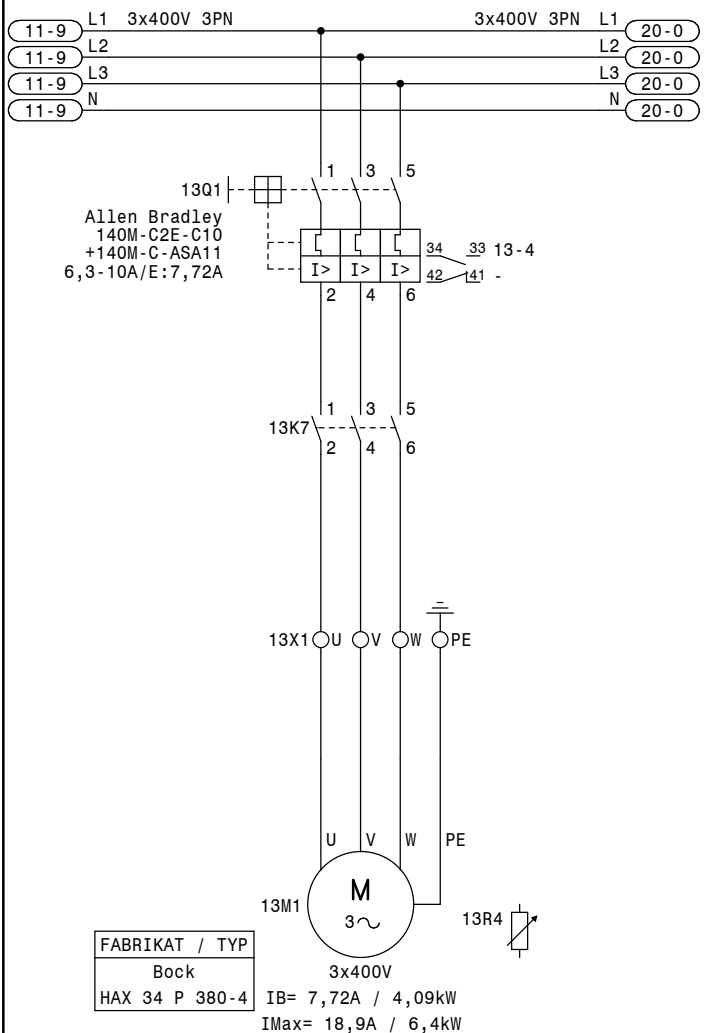 L1 3x400V 3PN 3x400V 3PN L1
11-9 20-0
L2 L2
11-9 20-0
L3 L3
11-9 20-0
N N
11-9 20-0
1 3 5
13Q1
Allen Bradley
140M-C2E-C10
+140M-C-ASA11
6,3-10A/E:7,72A
34 33 13-4
I> I> I>
42 41 -
2 4 6
1 3 5
13K7
2 4 6
13X1 U V W PE
U V W PE
M
3~
13M1
13R4
FABRIKAT / TYP
Bock
HAX 34 P 380-4
3x400V
IB= 7,72A / 4,09kW
IMax= 18,9A / 6,4kW